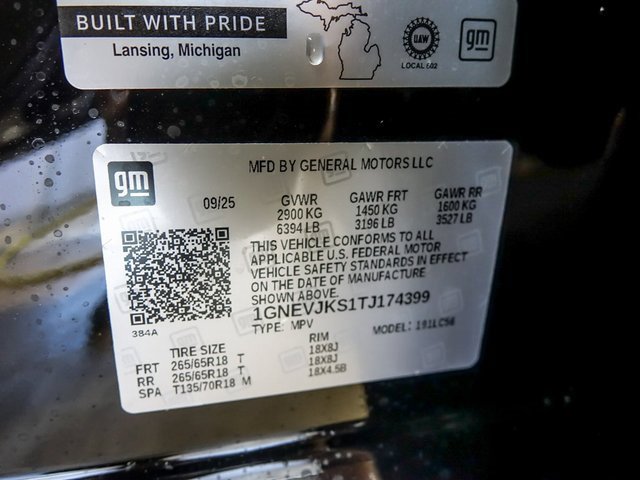 BUILT WITH PRIDE
Lansing, Michigan
UAW
LOCAL 602
gm
gm
MFD BY GENERAL MOTORS LLC
09/25
GVWR GAWR FRT GAWR RR
2900 KG 1450 KG 1600 KG
6394 LB 3196 LB 3527 LB
THIS VEHICLE CONFORMS TO ALL
APPLICABLE U.S. FEDERAL MOTOR
VEHICLE SAFETY STANDARDS IN EFFECT
ON THE DATE OF MANUFACTURE
SHOWN ABOVE.
1GNEVJKS1TJ174399
384A
TYPE: MPV MODEL: 191LC56
TIRE SIZE RIM
FRT 265/65R18 T 18X8J
RR 265/65R18 T 18X8J
SPA T135/70R18 M 18X4.5B